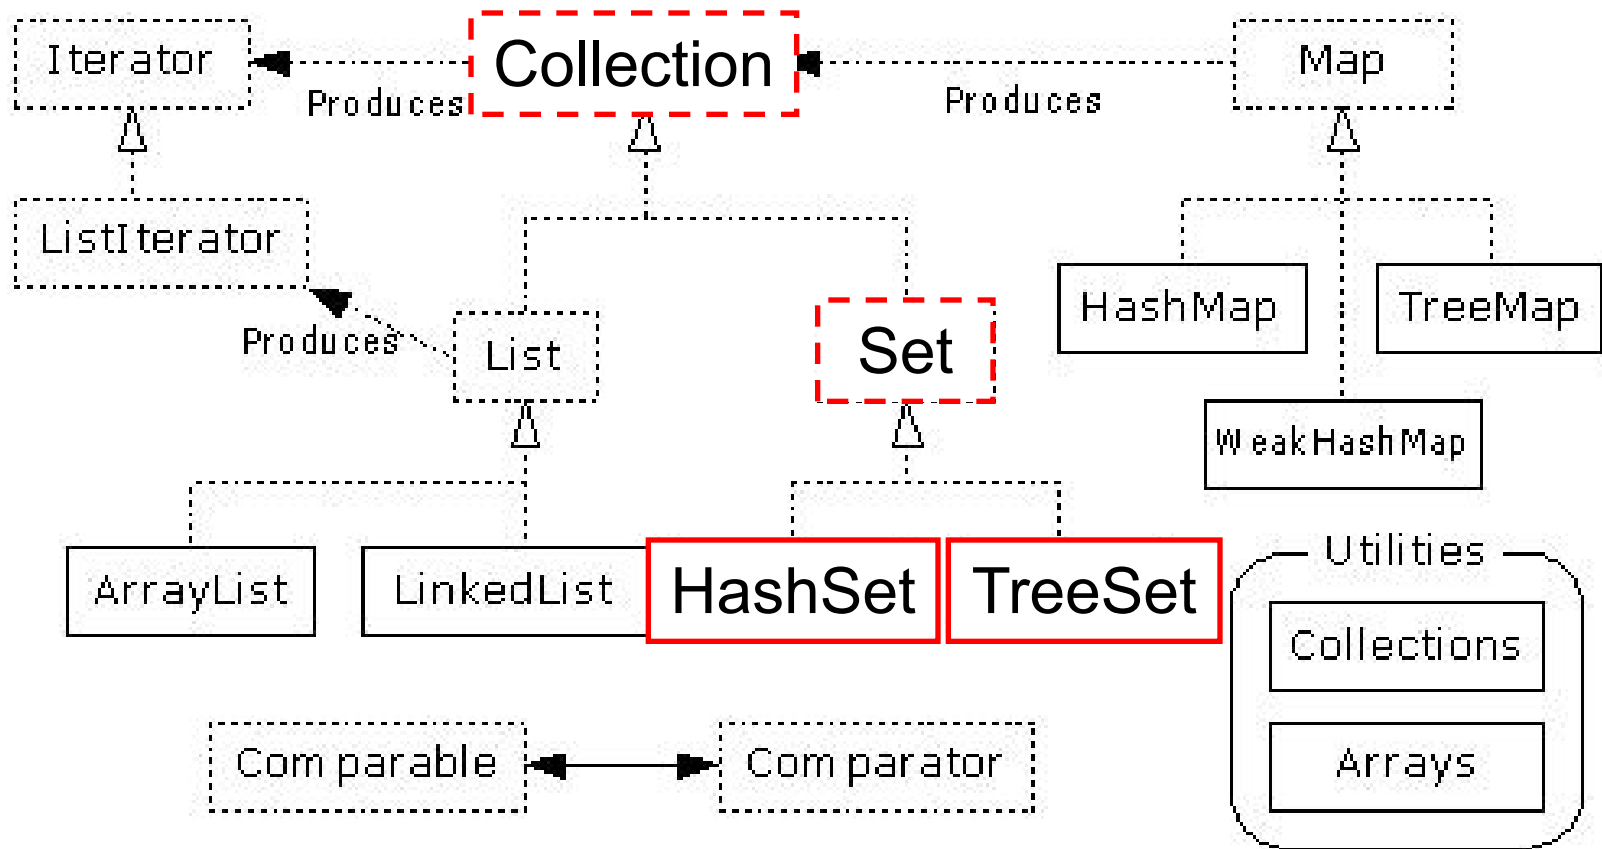 Iterator
Collection
Map
Produces
Produces
ListIterator
HashMap
TreeMap
Produces
List
Set
WeakHashMap
ArrayList
LinkedList
HashSet
TreeSet
Utilities
Collections
Comparable
Comparator
Arrays